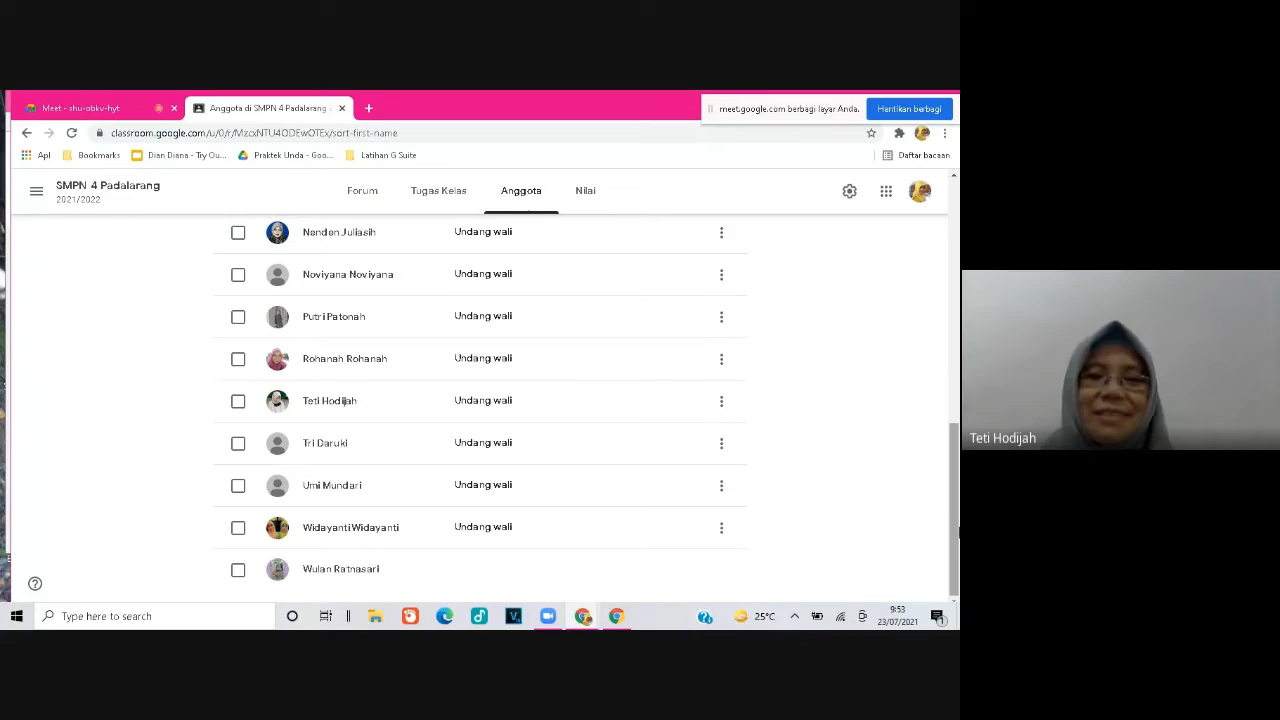 Meet - shu-obkv-hyt
Anggota di SMPN 4 Padalarang
meet.google.com berbagi layar Anda.
Hentikan berbagi
classroom.google.com/u/0/r/MzcxNTU4ODEwOTEx/sort-first-name
Apl
Bookmarks
Dian Diana - Try Ou...
Praktek Unda - Goo...
Latihan G Suite
Daftar bacaan
SMPN 4 Padalarang
2021/2022
Forum
Tugas Kelas
Anggota
Nilai
Nenden Juliasih Undang wali
Noviyana Noviyana Undang wali
Putri Patonah Undang wali
Rohanah Rohanah Undang wali
Teti Hodijah Undang wali
Tri Daruki Undang wali
Umi Mundari Undang wali
Widayanti Widayanti Undang wali
Wulan Ratnasari
Teti Hodijah
Type here to search
25°C
9:53
23/07/2021